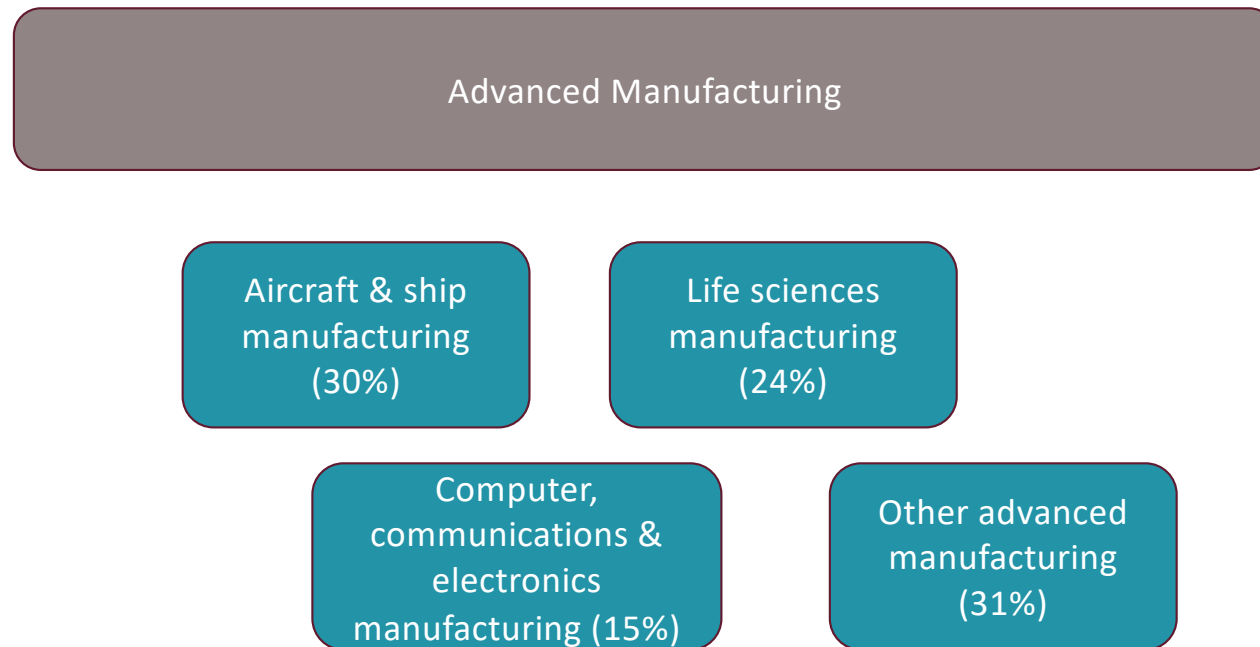 Advanced Manufacturing
Aircraft & ship
manufacturing
(30%)
Life sciences
manufacturing
(24%)
Computer,
communications &
electronics
manufacturing (15%)
Other advanced
manufacturing
(31%)